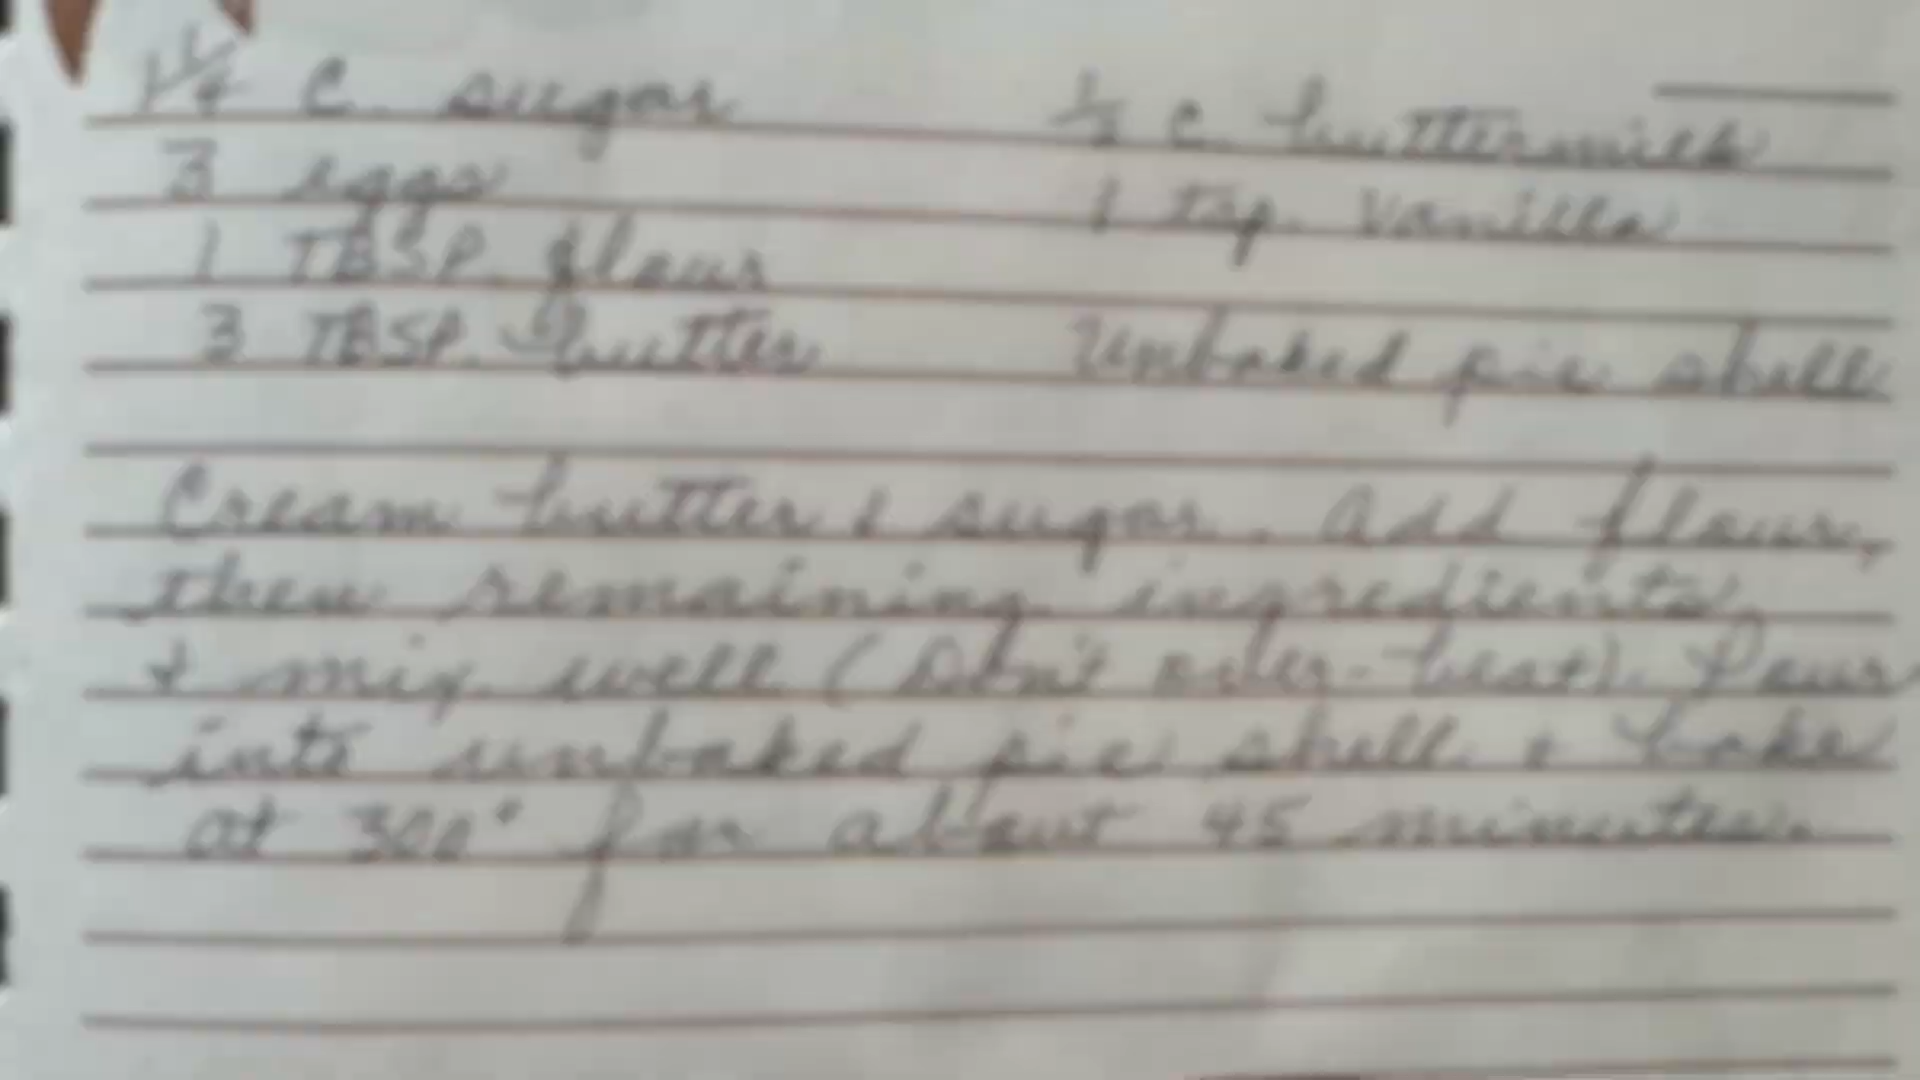 1 1/4 C. sugar
1/2 C. buttermilk
3 eggs
1 tsp. Vanilla
1 TBSP. flour
3 TBSP. butter
Unbaked pie shell
Cream butter & sugar. Add flour,
then remaining ingredients
& mix well (Don't over-beat). Pour
into unbaked pie shell & bake
at 300° for about 45 minutes.